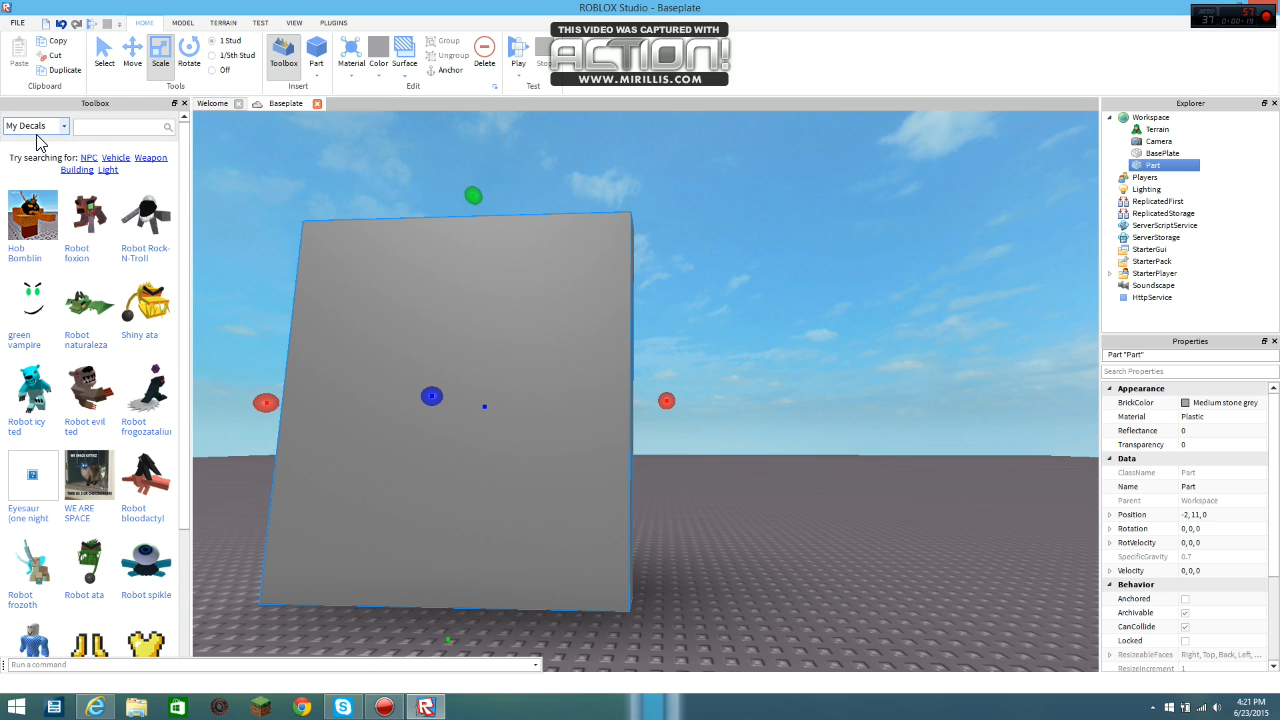 ROBLOX Studio - Baseplate
FILE HOME MODEL TERRAIN TEST VIEW PLUGINS
Paste Copy Cut Duplicate Clipboard
Select Move Scale Rotate 1 Stud 1/5th Stud Off Tools
Toolbox Part Insert
Material Color Surface Group Ungroup Anchor Delete Edit
Play Test
THIS VIDEO WAS CAPTURED WITH
ACTION!
WWW.MIRILLIS.COM
AERO 57
37 0:00:19
Toolbox
Welcome Baseplate
My Decals
Try searching for: NPC Vehicle Weapon
Building Light
Hob Bomblin
Robot foxion
Robot Rock-N-Troll
green vampire
Robot naturaleza
Shiny ata
Robot icy ted
Robot evil ted
Robot frogozatalium
Eyesaur (one night
WE ARE SPACE
Robot bloodactyl
Robot frozoth
Robot ata
Robot spikle
Run a command
Explorer
Workspace
Terrain
Camera
BasePlate
Part
Players
Lighting
ReplicatedFirst
ReplicatedStorage
ServerScriptService
ServerStorage
StarterGui
StarterPack
StarterPlayer
Soundscape
HttpService
Properties
Part "Part"
Search Properties
Appearance
BrickColor Medium stone grey
Material Plastic
Reflectance 0
Transparency 0
Data
ClassName Part
Name Part
Parent Workspace
Position -2, 11, 0
Rotation 0, 0, 0
RotVelocity 0, 0, 0
SpecificGravity 0.7
Velocity 0, 0, 0
Behavior
Anchored
Archivable
CanCollide
Locked
ResizeableFaces Right, Top, Back, Left, ...
ResizeIncrement 1
4:21 PM
6/23/2015